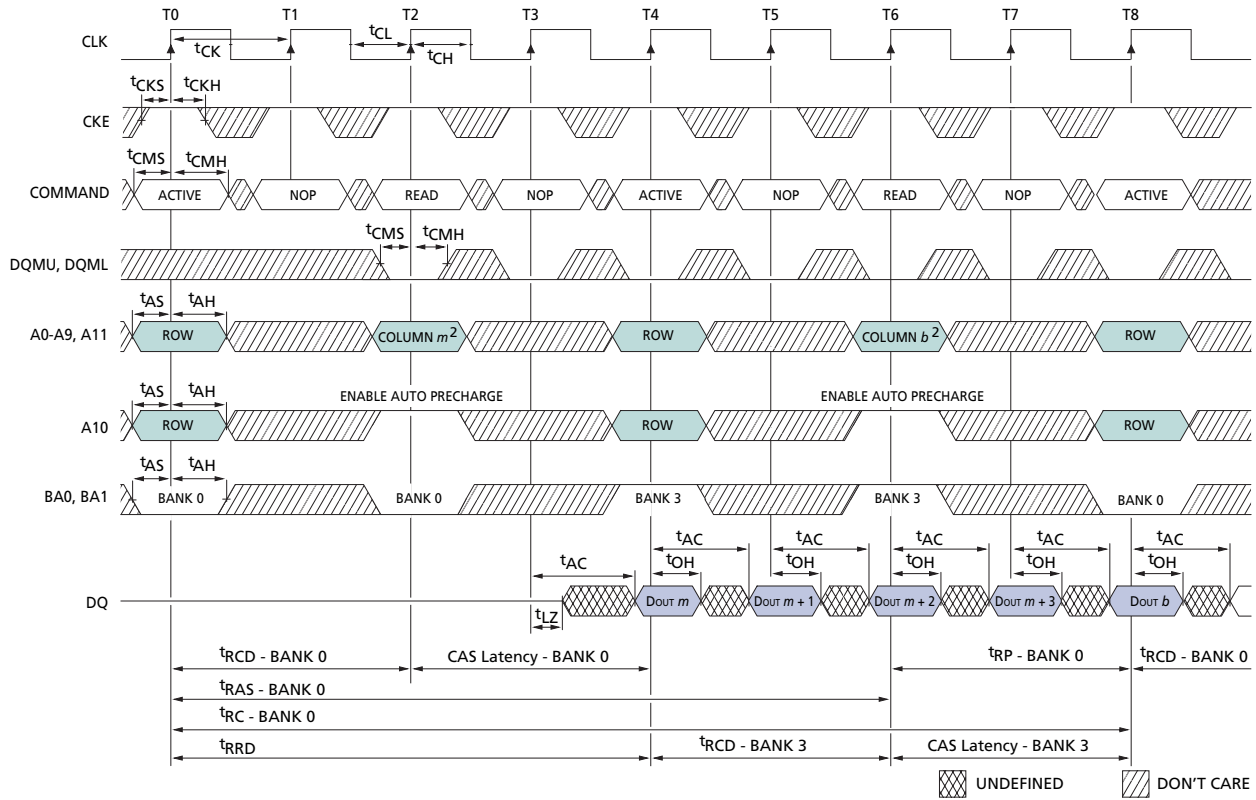 T0 T1 T2 T3 T4 T5 T6 T7 T8
CLK tCK tCL tCH
tCKS tCKH
CKE
tCMS tCMH
COMMAND ACTIVE NOP READ NOP ACTIVE NOP READ NOP ACTIVE
tCMS tCMH
DQMU, DQML
tAS tAH
A0-A9, A11 ROW COLUMN m2 ROW COLUMN b2 ROW
tAS tAH ENABLE AUTO PRECHARGE ENABLE AUTO PRECHARGE
A10 ROW ROW ROW
tAS tAH
BA0, BA1 BANK 0 BANK 0 BANK 3 BANK 3 BANK 0
tAC tAC tAC tAC tAC
tAC tOH tOH tOH tOH tOH
DQ DOUT m DOUT m + 1 DOUT m + 2 DOUT m + 3 DOUT b
tLZ
tRCD - BANK 0 CAS Latency - BANK 0 tRP - BANK 0 tRCD - BANK 0
tRAS - BANK 0
tRC - BANK 0
tRRD tRCD - BANK 3 CAS Latency - BANK 3
UNDEFINED DON'T CARE